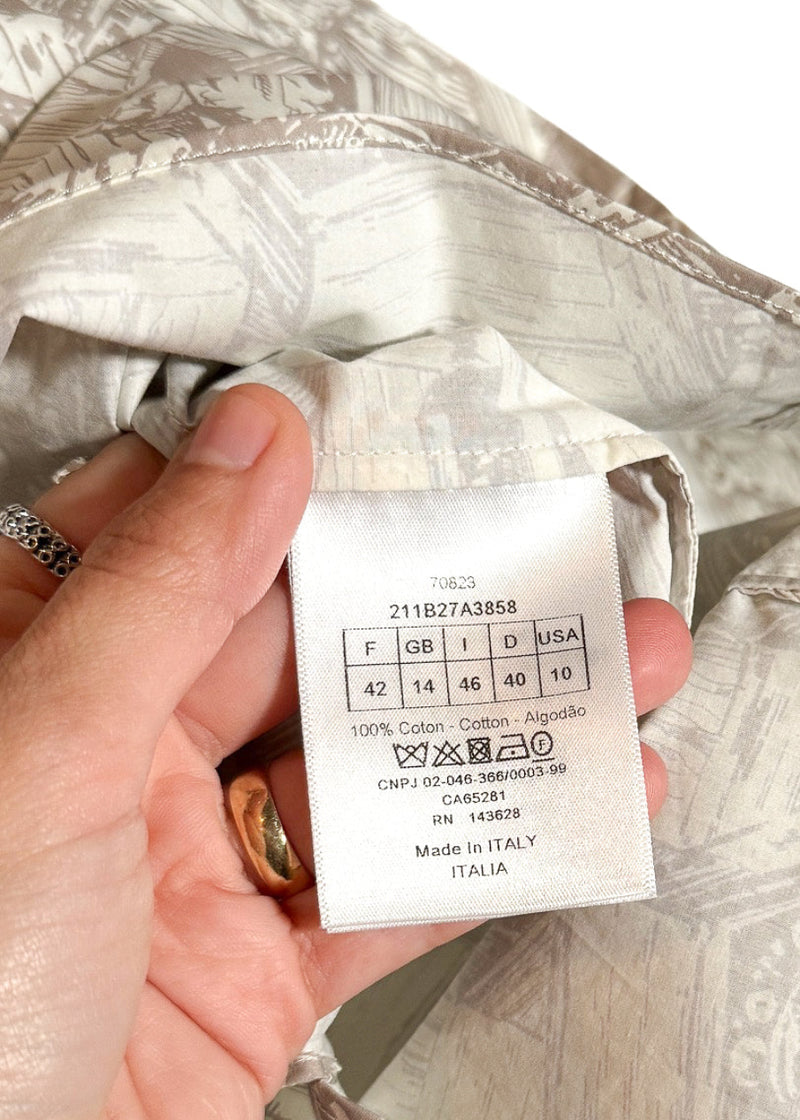 70823
211B27A3858
F GB I D USA
42 14 46 40 10
100% Coton - Cotton - Algodão
F
CNPJ 02-046-366/0003-99
CA65281
RN 143628
Made In ITALY
ITALIA